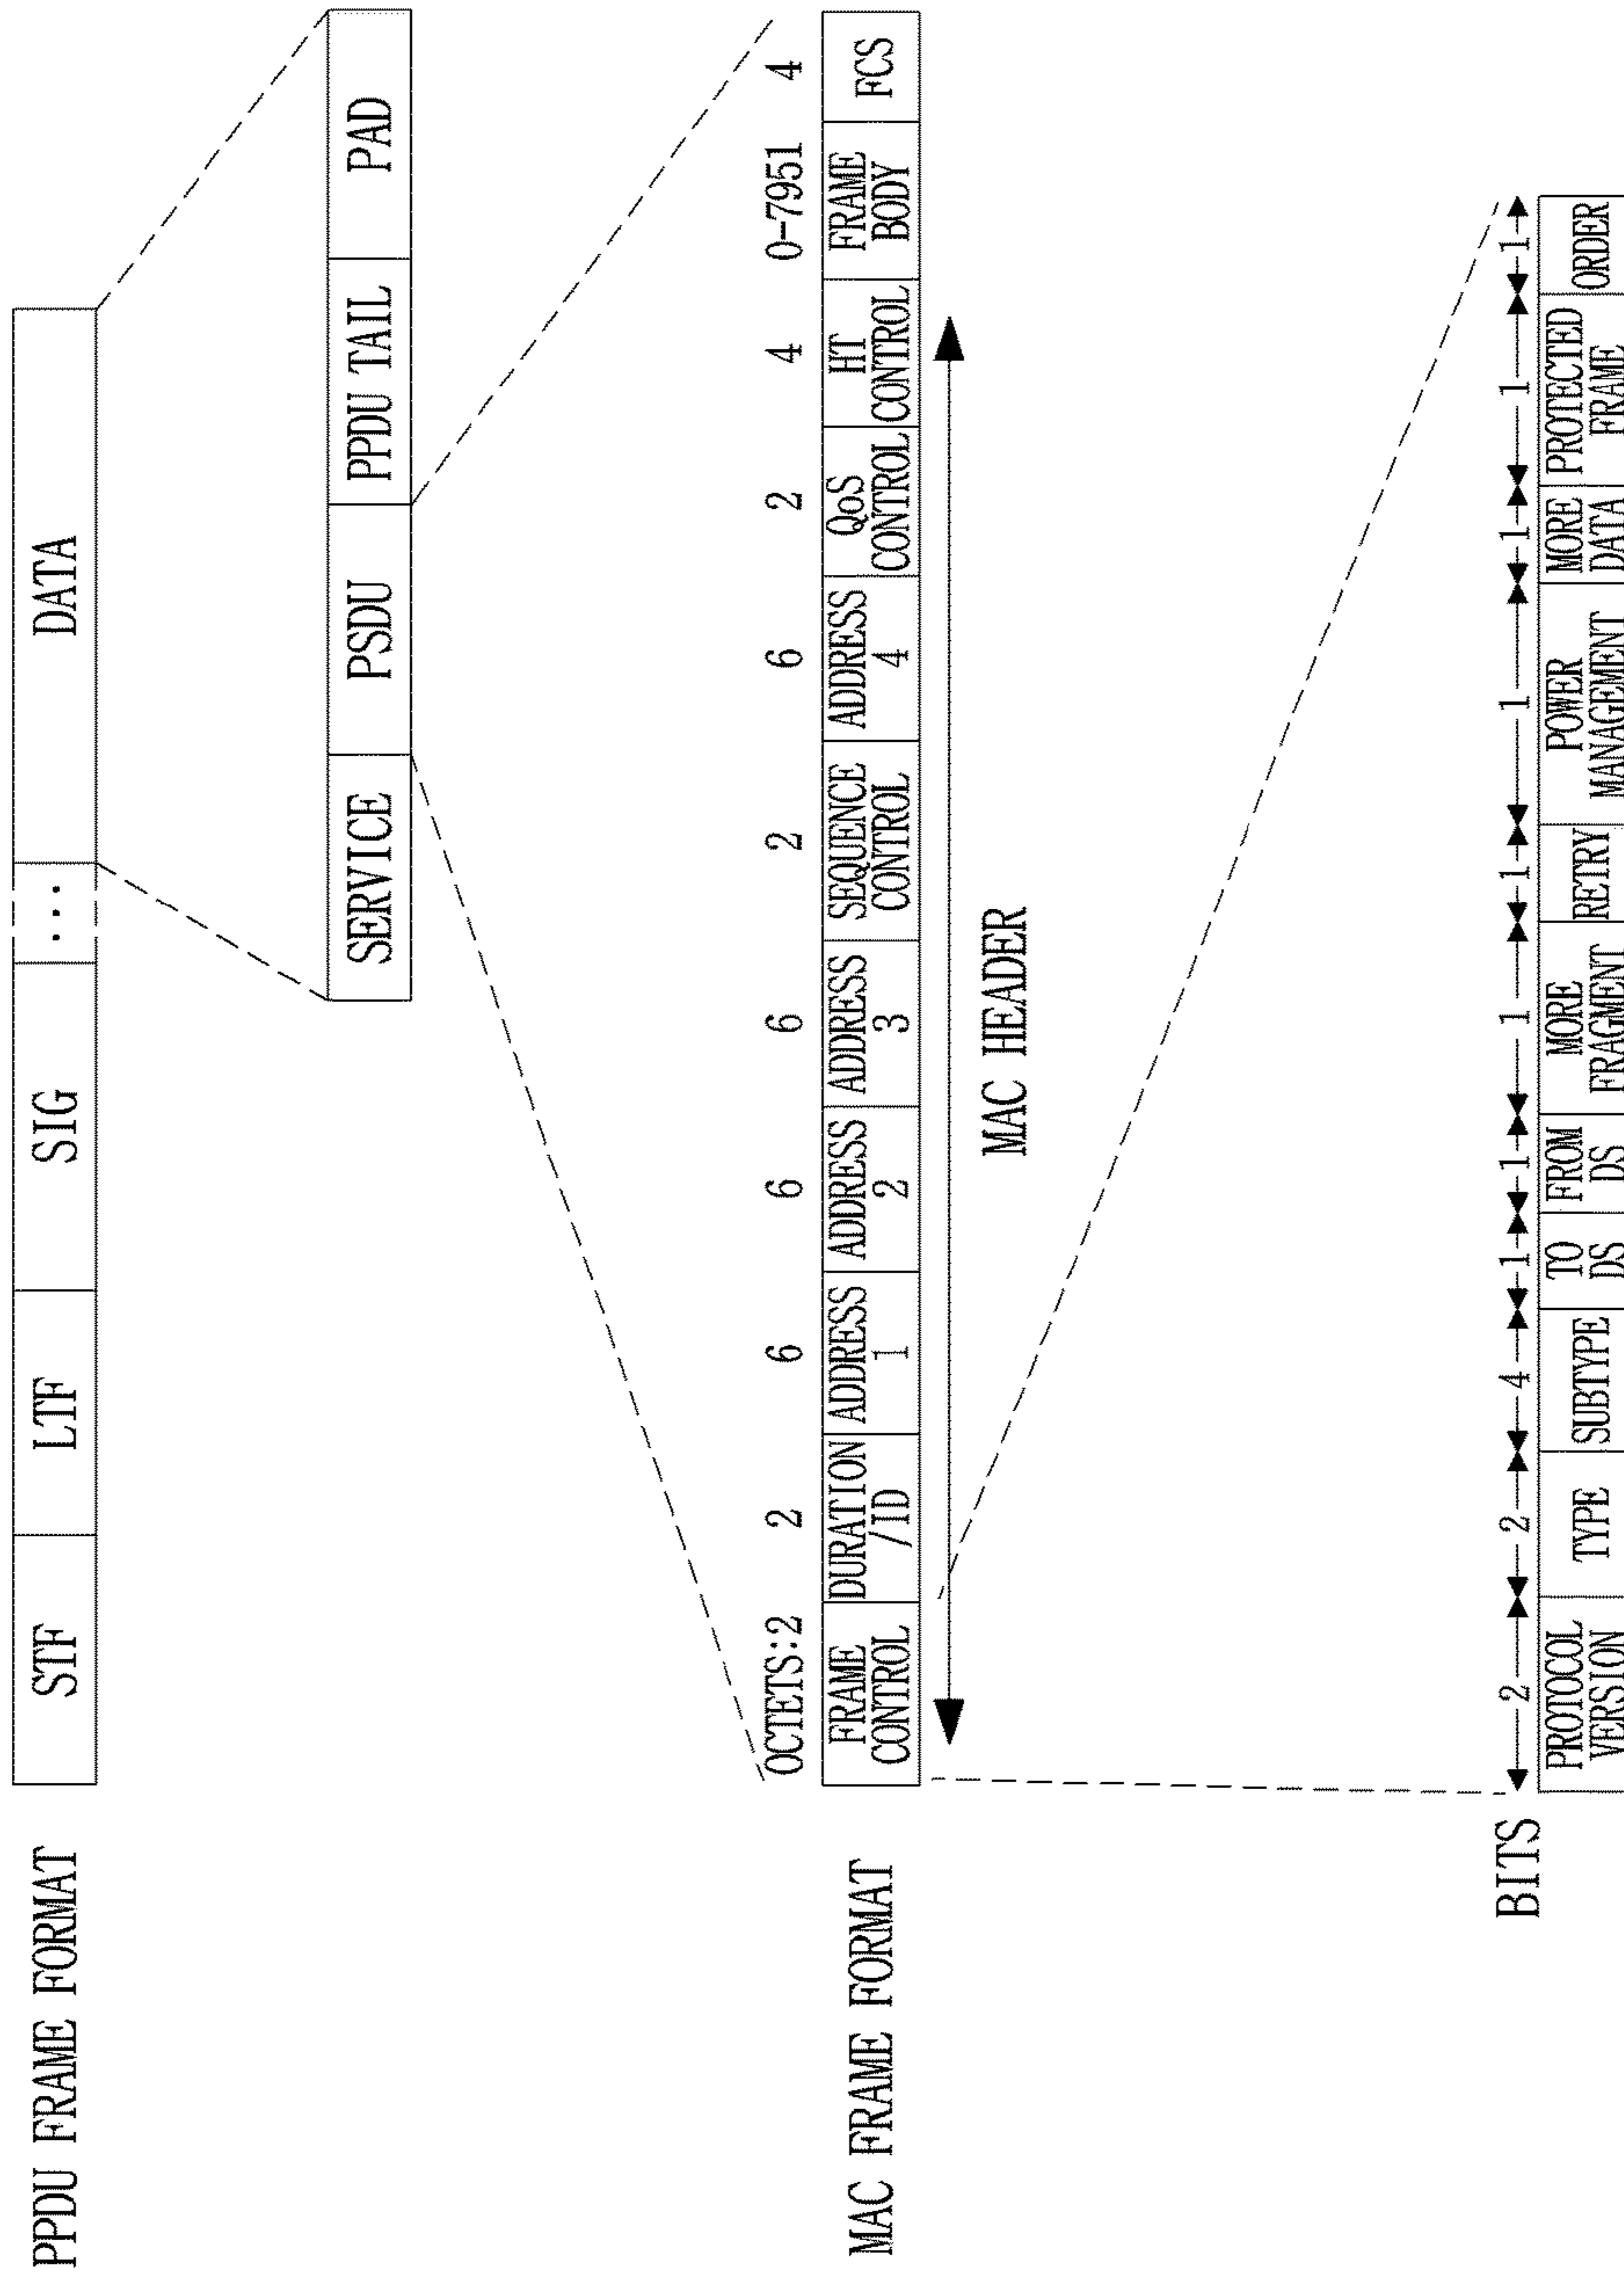 PPDU FRAME FORMAT
STF LTF SIG ... DATA
SERVICE PSDU PPDU TAIL PAD
MAC FRAME FORMAT
OCTETS:2 2 6 6 6 2 6 2 4 0-7951 4
FRAME CONTROL
DURATION /ID
ADDRESS 1
ADDRESS 2
ADDRESS 3
SEQUENCE CONTROL
ADDRESS 4
QoS CONTROL
HT CONTROL
FRAME BODY
FCS
MAC HEADER
BITS
2 2 4 1 1 1 1 1 1 1 1
PROTOCOL VERSION
TYPE
SUBTYPE
TO DS
FROM DS
MORE FRAGMENT
RETRY
POWER MANAGEMENT
MORE DATA
PROTECTED FRAME
ORDER